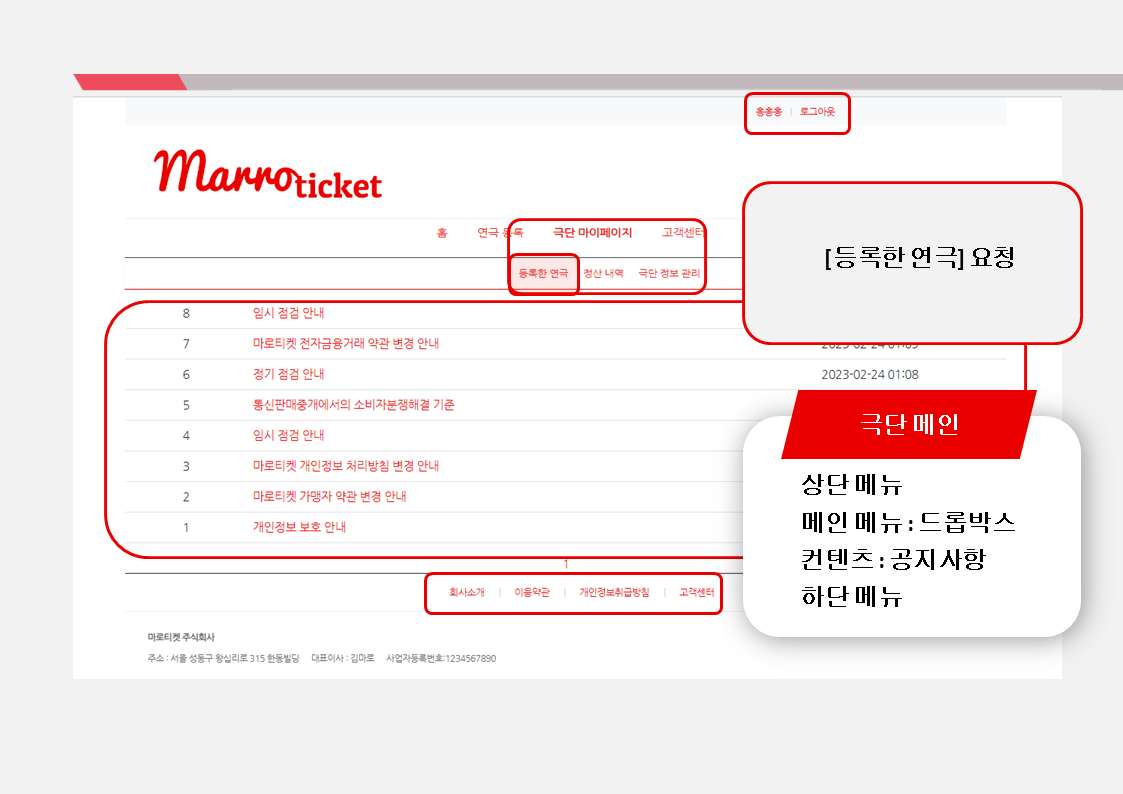 홍홍홍 | 로그아웃
Marroticket
홈 연극 등록 극단 마이페이지 고객센터
등록한 연극 정산 내역 극단 정보 관리
[등록한 연극] 요청
8 임시 점검 안내
7 마로티켓 전자금융거래 약관 변경 안내
6 정기 점검 안내 2023-02-24 01:08
5 통신판매중개에서의 소비자분쟁해결 기준
4 임시 점검 안내
3 마로티켓 개인정보 처리방침 변경 안내
2 마로티켓 가맹자 약관 변경 안내
1 개인정보 보호 안내
1
극단 메인
상단 메뉴
메인 메뉴 : 드롭박스
컨텐츠 : 공지사항
하단 메뉴
회사소개 | 이용약관 | 개인정보취급방침 | 고객센터
마로티켓 주식회사
주소 : 서울 성동구 왕십리로 315 한동빌딩 대표이사 : 김마로 사업자등록번호:1234567890